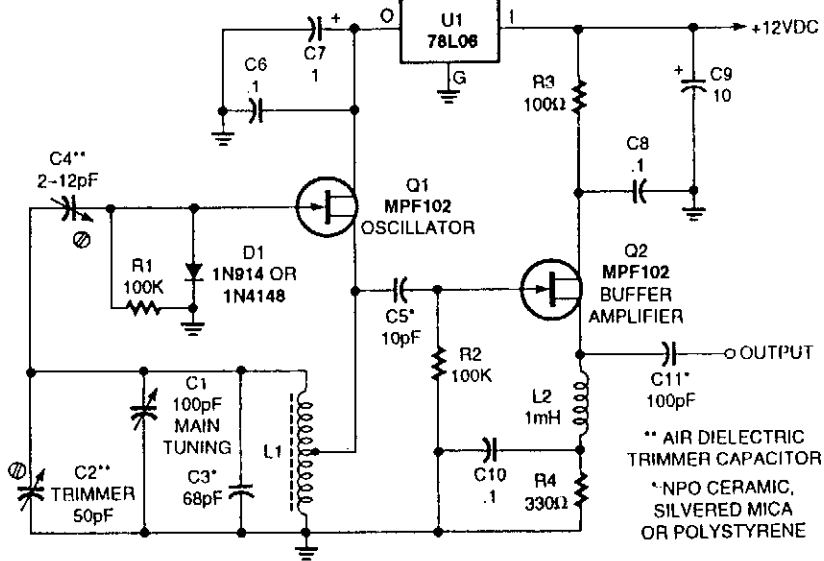 O
U1
78L06
I
G
+12VDC
+
C7
1
C6
.1
R3
100Ω
+
C9
10
C8
.1
C4**
2-12pF
Q1
MPF102
OSCILLATOR
R1
100K
D1
1N914 OR
1N4148
C5*
10pF
Q2
MPF102
BUFFER
AMPLIFIER
R2
100K
OUTPUT
C11*
100pF
L2
1mH
C1
100pF
MAIN
TUNING
L1
C2**
TRIMMER
50pF
C3*
68pF
C10
.1
R4
330Ω
** AIR DIELECTRIC
TRIMMER CAPACITOR
* NPO CERAMIC,
SILVERED MICA
OR POLYSTYRENE